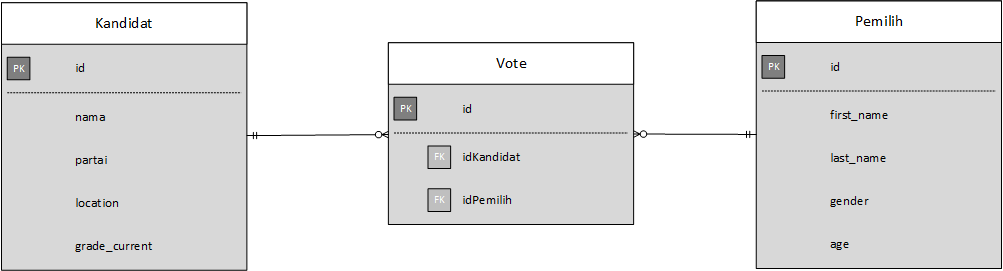 Kandidat
PK id
nama
partai
location
grade_current
Vote
PK id
FK idKandidat
FK idPemilih
Pemilih
PK id
first_name
last_name
gender
age